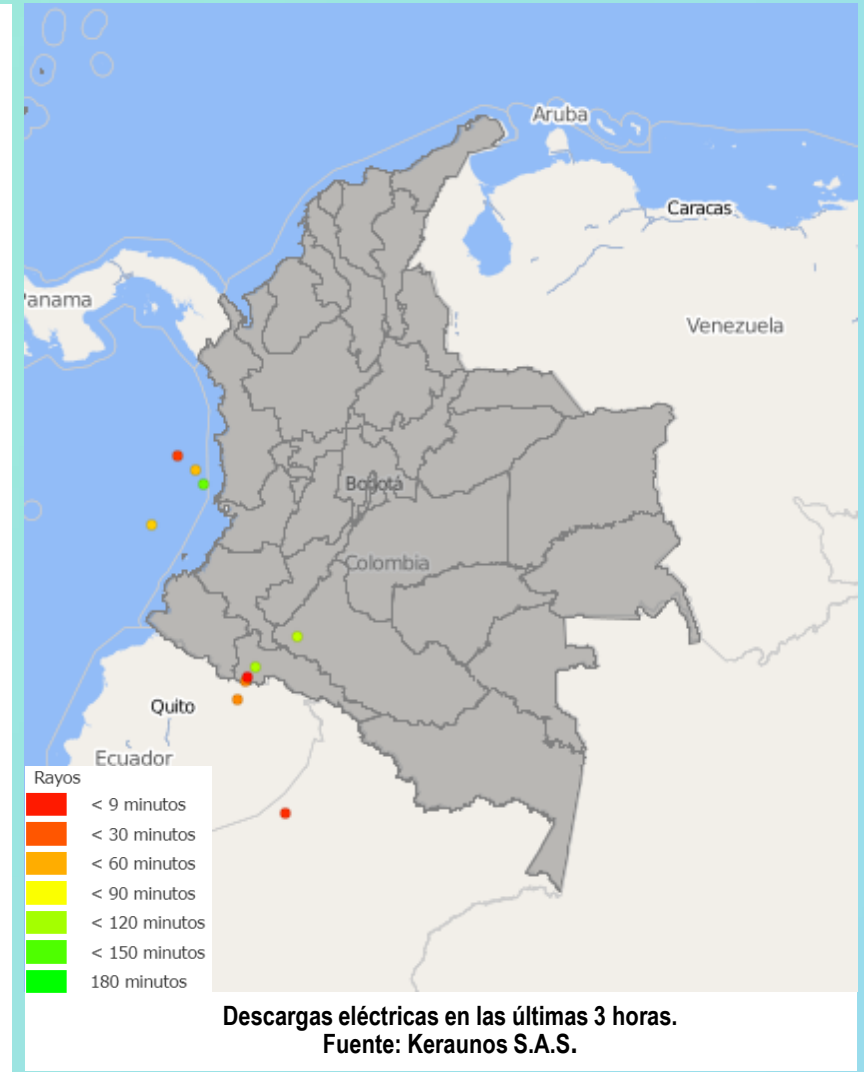 Aruba
Caracas
Panama
Venezuela
Bogotá
Colombia
Quito
Ecuador
Rayos
< 9 minutos
< 30 minutos
< 60 minutos
< 90 minutos
< 120 minutos
< 150 minutos
180 minutos
Descargas eléctricas en las últimas 3 horas.
Fuente: Keraunos S.A.S.